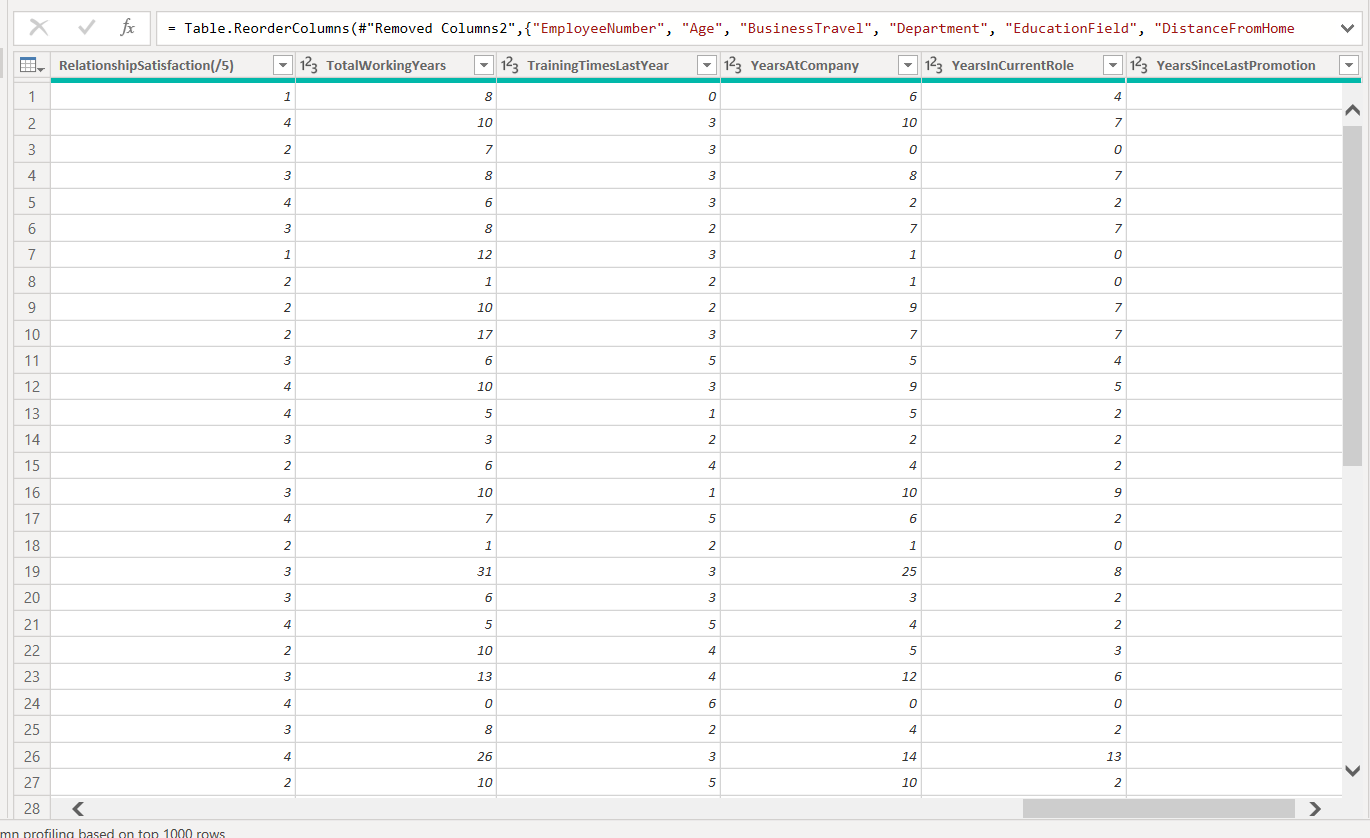 fx = Table.ReorderColumns(#"Removed Columns2",{"EmployeeNumber", "Age", "BusinessTravel", "Department", "EducationField", "DistanceFromHome
RelationshipSatisfaction(/5) 123 TotalWorkingYears 123 TrainingTimesLastYear 123 YearsAtCompany 123 YearsInCurrentRole 123 YearsSinceLastPromotion
1 1 8 0 6 4
2 4 10 3 10 7
3 2 7 3 0 0
4 3 8 3 8 7
5 4 6 3 2 2
6 3 8 2 7 7
7 1 12 3 1 0
8 2 1 2 1 0
9 2 10 2 9 7
10 2 17 3 7 7
11 3 6 5 5 4
12 4 10 3 9 5
13 4 5 1 5 2
14 3 3 2 2 2
15 2 6 4 4 2
16 3 10 1 10 9
17 4 7 5 6 2
18 2 1 2 1 0
19 3 31 3 25 8
20 3 6 3 3 2
21 4 5 5 4 2
22 2 10 4 5 3
23 3 13 4 12 6
24 4 0 6 0 0
25 3 8 2 4 2
26 4 26 3 14 13
27 2 10 5 10 2
28
mn profiling based on top 1000 rows